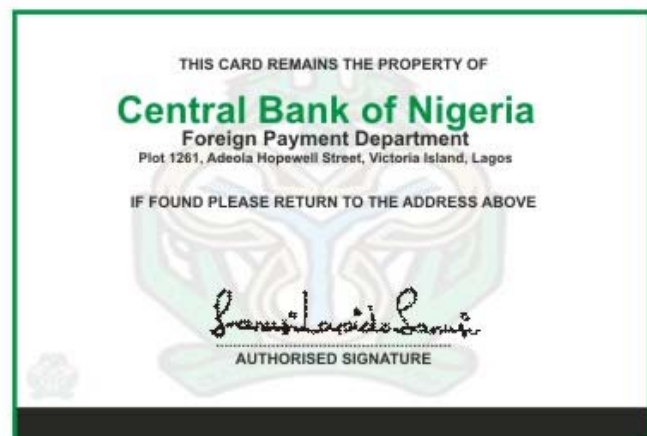 THIS CARD REMAINS THE PROPERTY OF
Central Bank of Nigeria
Foreign Payment Department
Plot 1261, Adeola Hopewell Street, Victoria Island, Lagos
IF FOUND PLEASE RETURN TO THE ADDRESS ABOVE
AUTHORISED SIGNATURE